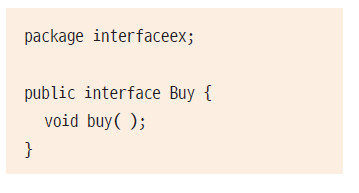 package interfaceex;
public interface Buy {
void buy( );
}